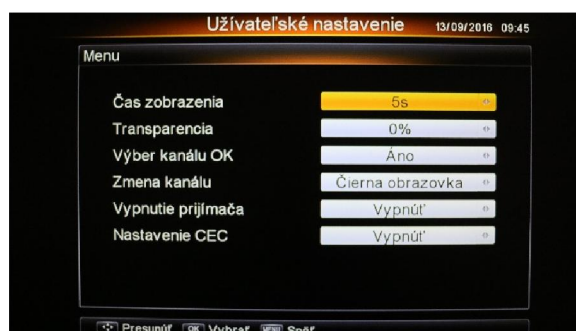 Užívateľské nastavenie 13/09/2016 09:45
Menu
Čas zobrazenia 5s
Transparencia 0%
Výber kanálu OK Áno
Zmena kanálu Čierna obrazovka
Vypnutie prijímača Vypnúť
Nastavenie CEC Vypnúť
Presunúť OK Vybrať MENU Späť